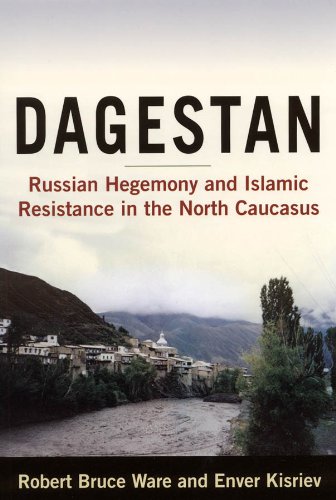 DAGESTAN
Russian Hegemony and Islamic
Resistance in the North Caucasus
Robert Bruce Ware and Enver Kisriev